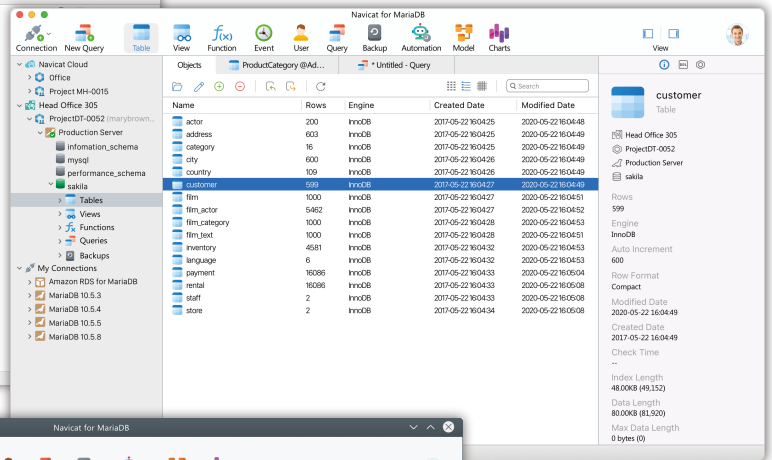 Navicat for MariaDB
Connection New Query Table View Function Event User Query Backup Automation Model Charts View
Navicat Cloud
Office
Project MH-0015
Head Office 305
ProjectDT-0052 (marybrown...
Production Server
infomation_schema
mysql
performance_schema
sakila
Tables
Views
Functions
Queries
Backups
My Connections
Amazon RDS for MariaDB
MariaDB 10.5.3
MariaDB 10.5.4
MariaDB 10.5.5
MariaDB 10.5.8
Objects ProductCategory @Ad... * Untitled - Query
Search
Name Rows Engine Created Date Modified Date
actor 200 InnoDB 2017-05-22 16:04:25 2020-05-22 16:04:48
address 603 InnoDB 2017-05-22 16:04:25 2020-05-22 16:04:49
category 16 InnoDB 2017-05-22 16:04:25 2020-05-22 16:04:49
city 600 InnoDB 2017-05-22 16:04:26 2020-05-22 16:04:49
country 109 InnoDB 2017-05-22 16:04:26 2020-05-22 16:04:49
customer 599 InnoDB 2017-05-22 16:04:27 2020-05-22 16:04:49
film 1000 InnoDB 2017-05-22 16:04:27 2020-05-22 16:04:51
film_actor 5462 InnoDB 2017-05-22 16:04:27 2020-05-22 16:04:52
film_category 1000 InnoDB 2017-05-22 16:04:28 2020-05-22 16:04:53
film_text 1000 InnoDB 2017-05-22 16:04:28 2020-05-22 16:04:51
inventory 4581 InnoDB 2017-05-22 16:04:32 2020-05-22 16:04:53
language 6 InnoDB 2017-05-22 16:04:32 2020-05-22 16:04:53
payment 16086 InnoDB 2017-05-22 16:04:33 2020-05-22 16:05:04
rental 16086 InnoDB 2017-05-22 16:04:33 2020-05-22 16:05:08
staff 2 InnoDB 2017-05-22 16:04:33 2020-05-22 16:05:08
store 2 InnoDB 2017-05-22 16:04:34 2020-05-22 16:05:08
customer
Table
Head Office 305
ProjectDT-0052
Production Server
sakila
Rows
599
Engine
InnoDB
Auto Increment
600
Row Format
Compact
Modified Date
2020-05-22 16:04:49
Created Date
2017-05-22 16:04:49
Check Time
--
Index Length
48.00KB (49,152)
Data Length
80.00KB (81,920)
Max Data Length
0 bytes (0)
Navicat for MariaDB